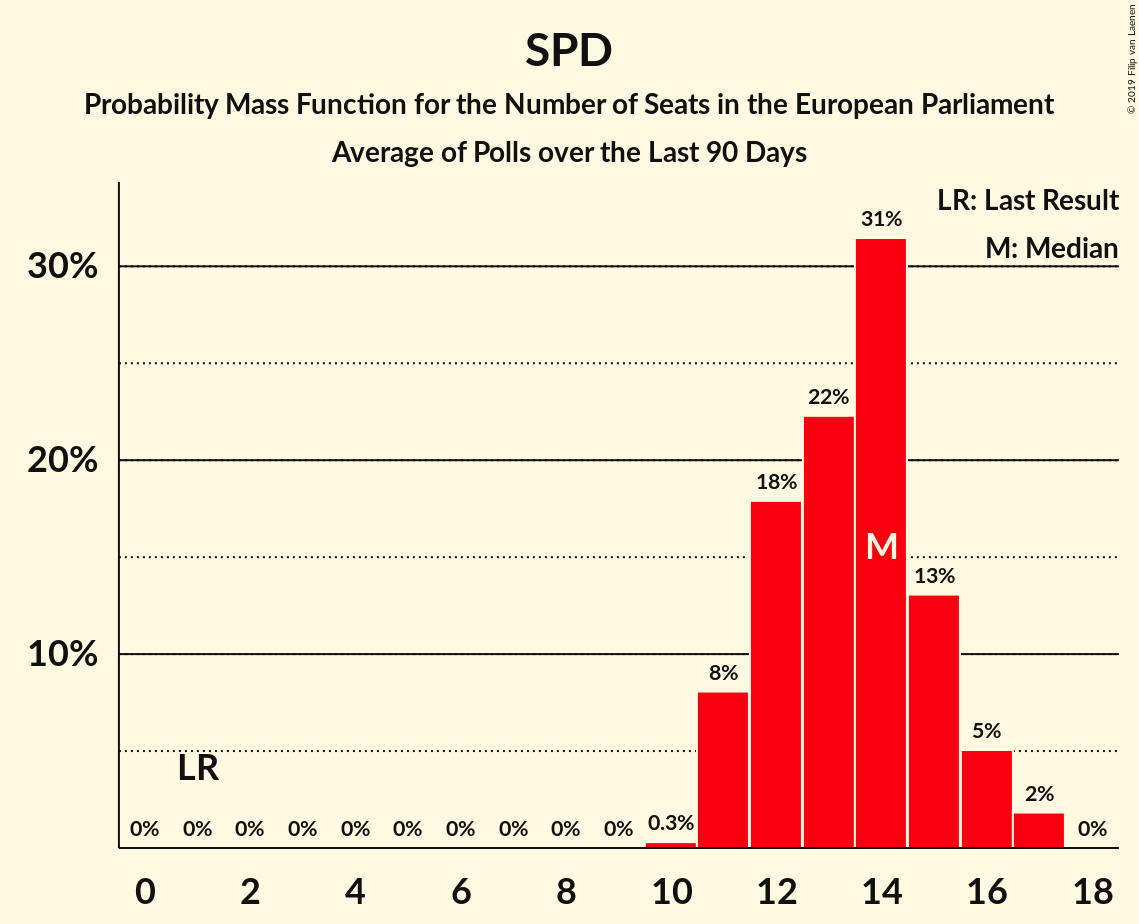 SPD
Probability Mass Function for the Number of Seats in the European Parliament
Average of Polls over the Last 90 Days
© 2019 Filip van Laenen
LR: Last Result
M: Median
30%
20%
10%
0% 0% 0% 0% 0% 0% 0% 0% 0% 0% 0.3% 8% 18% 22% 31% 13% 5% 2% 0%
LR
M
0 2 4 6 8 10 12 14 16 18